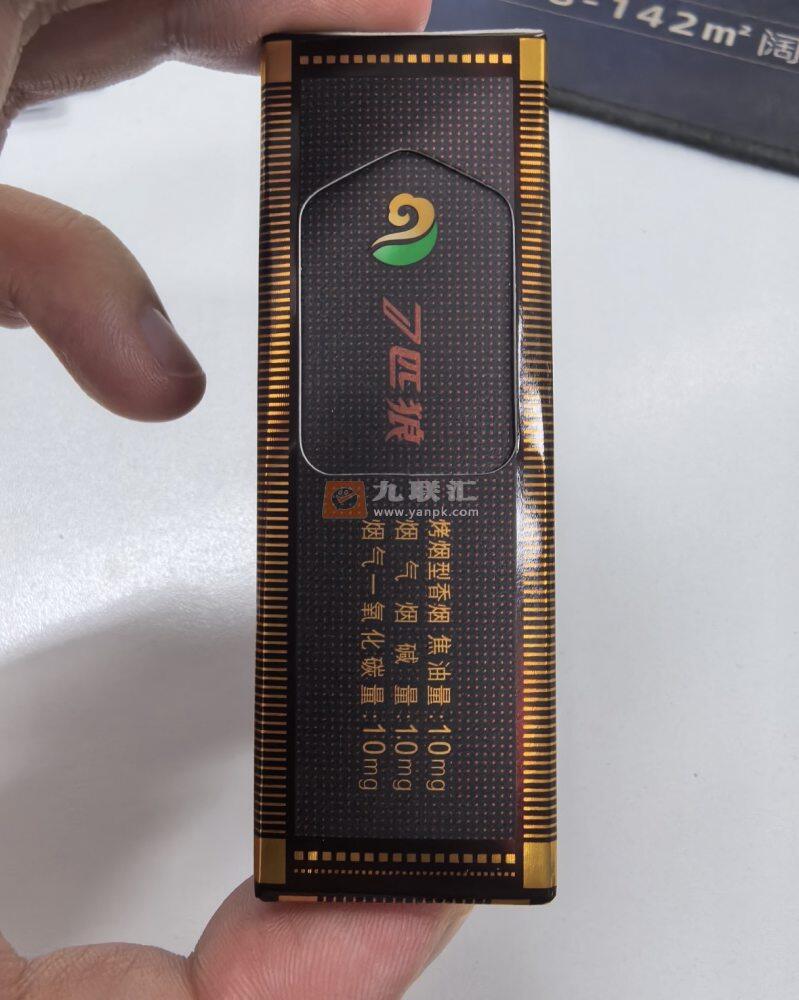 -142m² 阔
7匹狼
九联汇
www.yanpk.com
烤烟型香烟 焦油量:10mg
烟气烟碱量:1.0mg
烟气一氧化碳量:10mg